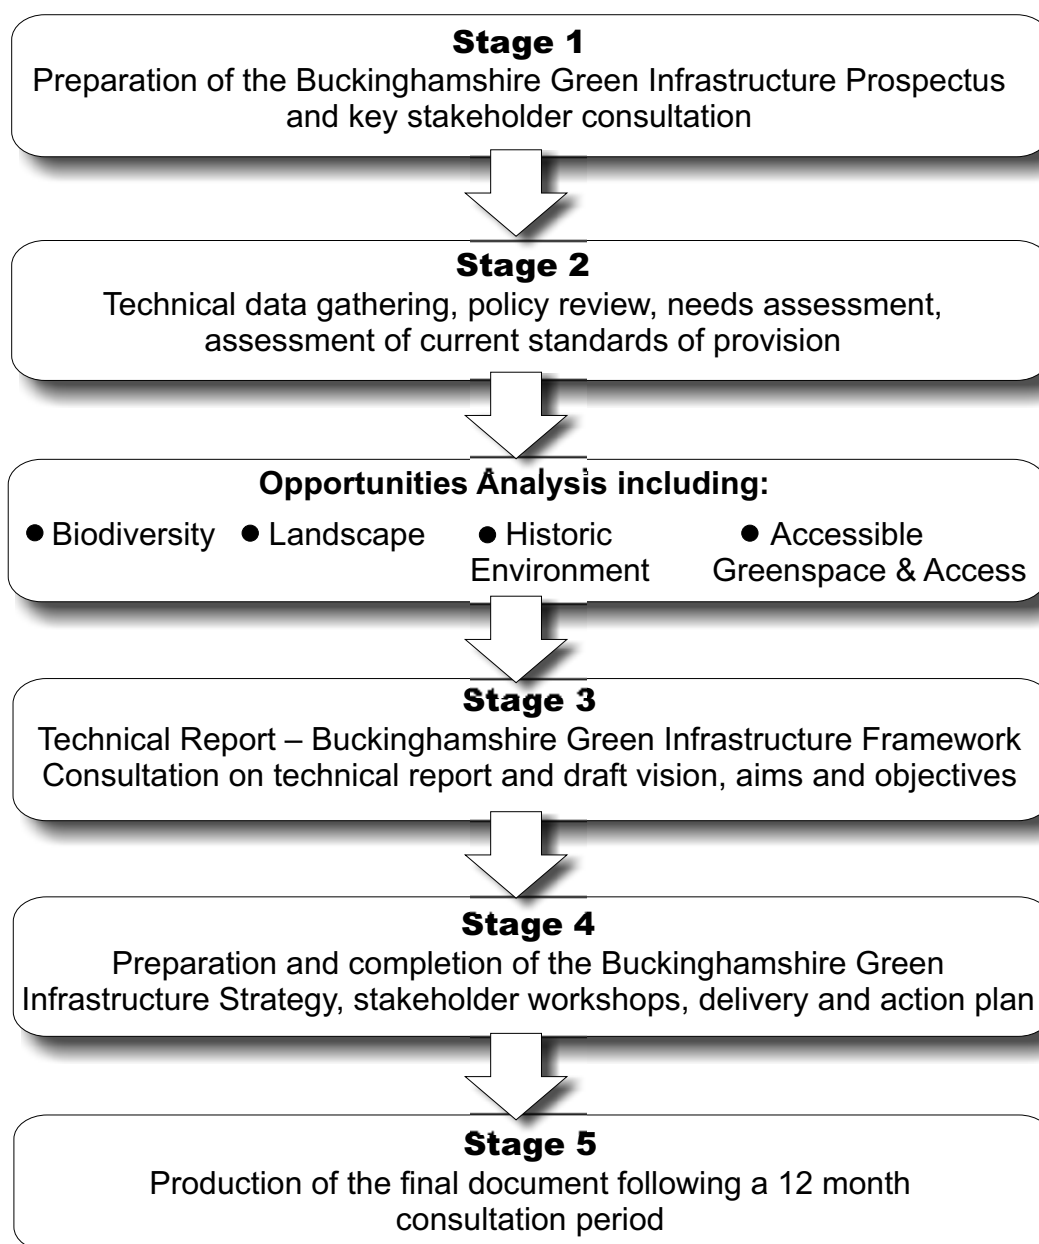 Stage 1
Preparation of the Buckinghamshire Green Infrastructure Prospectus
and key stakeholder consultation
Stage 2
Technical data gathering, policy review, needs assessment,
assessment of current standards of provision
Opportunities Analysis including:
● Biodiversity ● Landscape ● Historic Environment ● Accessible Greenspace & Access
Stage 3
Technical Report – Buckinghamshire Green Infrastructure Framework
Consultation on technical report and draft vision, aims and objectives
Stage 4
Preparation and completion of the Buckinghamshire Green
Infrastructure Strategy, stakeholder workshops, delivery and action plan
Stage 5
Production of the final document following a 12 month
consultation period